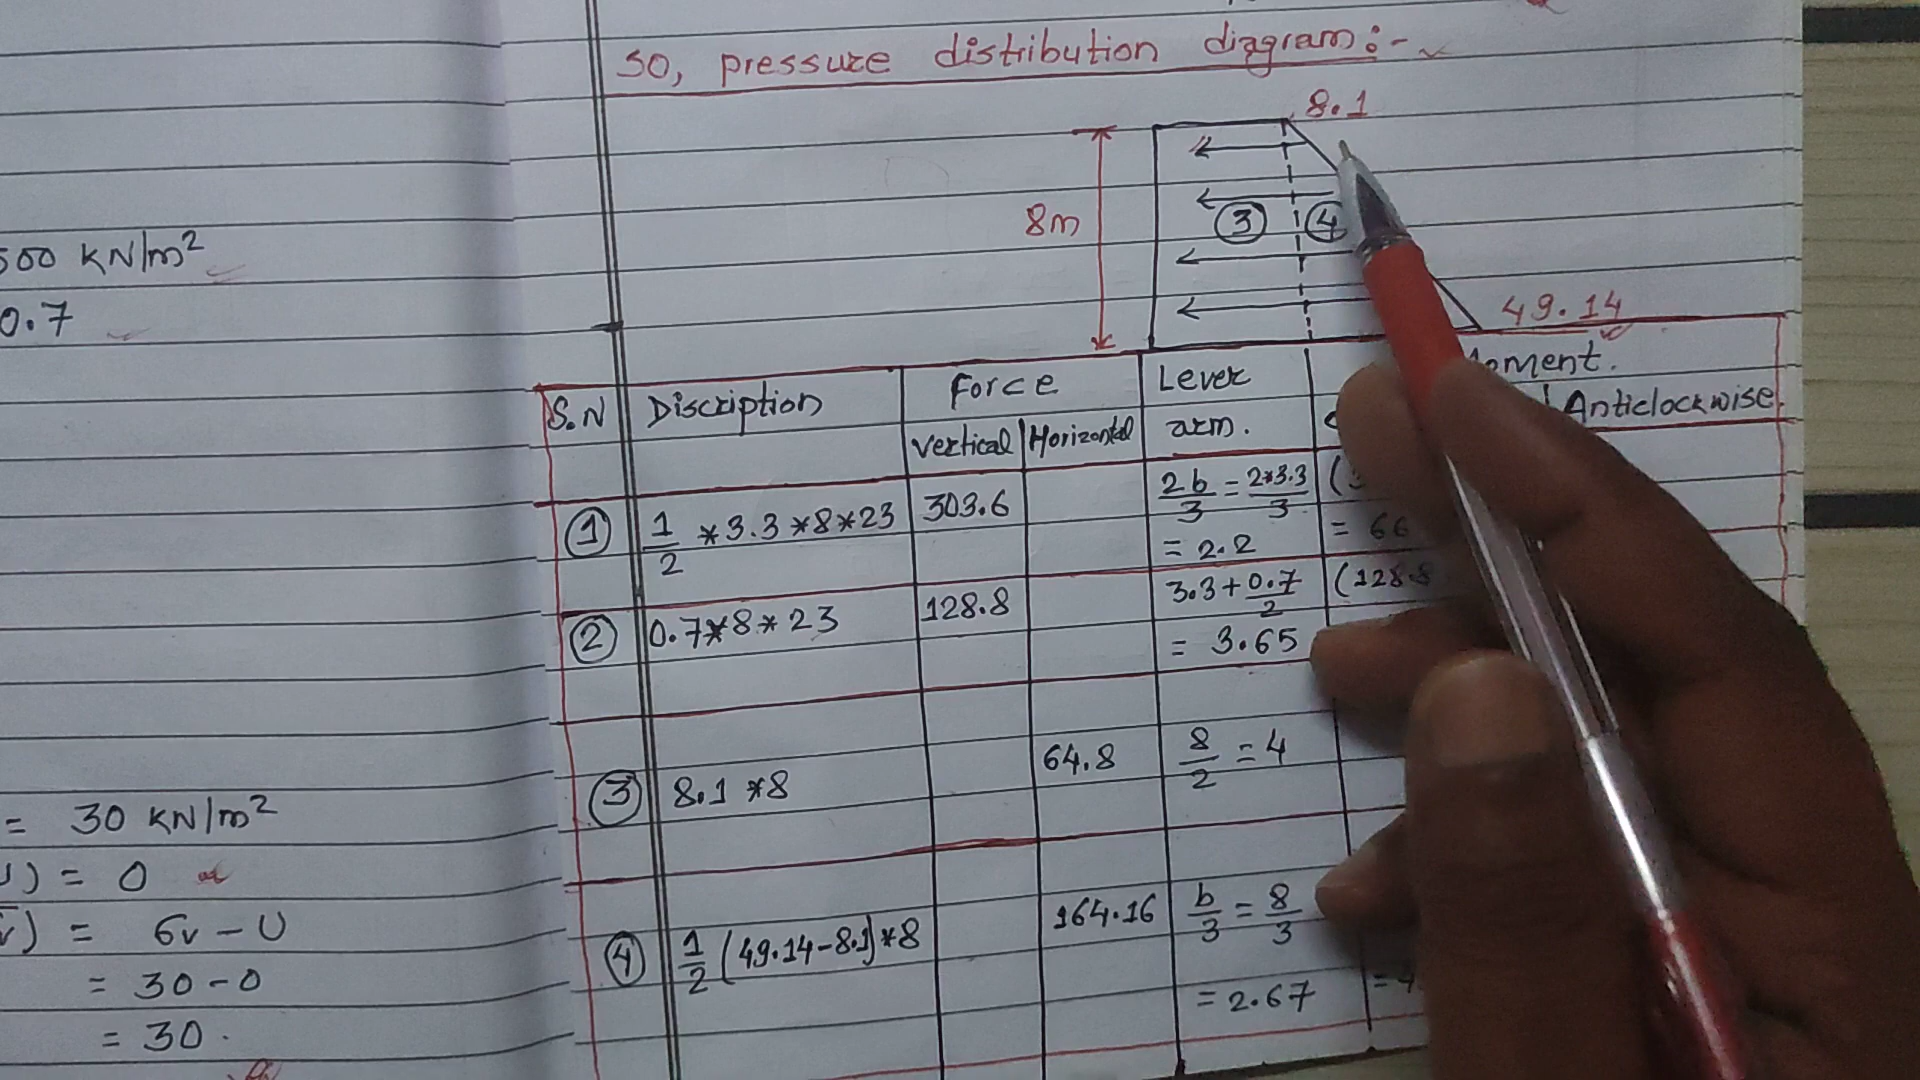 so, pressure distribution diagram:-
8.1
8m
3
4
49.14
500 KN/m²
0.7
= 30 KN/m²
) = 0
) = 6v - U
= 30-0
= 30.
S.N Discription Force Lever
Vertical Horizontal arm. Anticlockwise.
1 1/2 *3.3*8*23 303.6 2b/3 = 2*3.3/3
= 2.2 = 66
2 0.7*8*23 128.8 3.3+0.7/2 (128.8
= 3.65
3 8.1*8 64.8 8/2 = 4
4 1/2 (49.14-8.1)*8 164.16 b/3 = 8/3
= 2.67